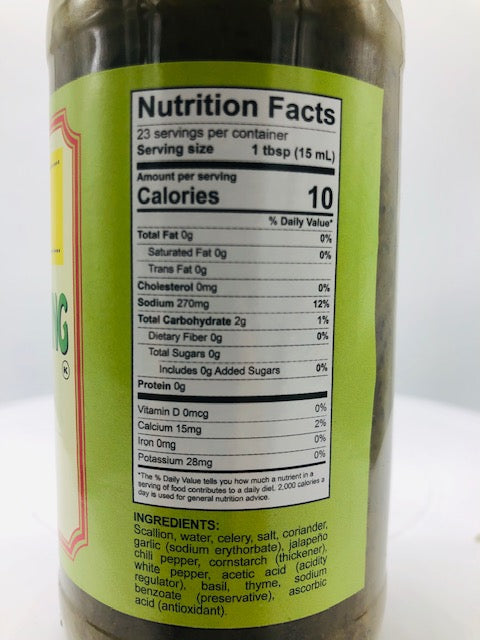 Nutrition Facts
23 servings per container
Serving size 1 tbsp (15 mL)
Amount per serving
Calories 10
% Daily Value*
Total Fat 0g 0%
Saturated Fat 0g 0%
Trans Fat 0g
Cholesterol 0mg 0%
Sodium 270mg 12%
Total Carbohydrate 2g 1%
Dietary Fiber 0g 0%
Total Sugars 0g
Includes 0g Added Sugars 0%
Protein 0g
Vitamin D 0mcg 0%
Calcium 15mg 2%
Iron 0mg 0%
Potassium 28mg 0%
*The % Daily Value tells you how much a nutrient in a
serving of food contributes to a daily diet. 2,000 calories a
day is used for general nutrition advice.
INGREDIENTS:
Scallion, water, celery, salt, coriander,
garlic (sodium erythorbate), jalapeño
chili pepper, cornstarch (thickener),
white pepper, acetic acid (acidity
regulator), basil, thyme, sodium
benzoate (preservative), ascorbic
acid (antioxidant).